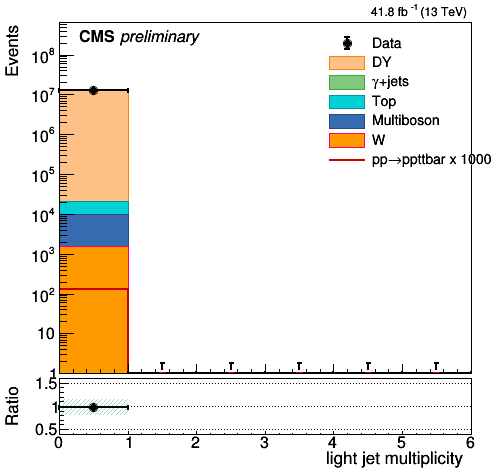 41.8 fb⁻¹ (13 TeV)
CMS preliminary
Events
Data
DY
γ+jets
Top
Multiboson
W
pp→ppttbar x 1000
10⁸
10⁷
10⁶
10⁵
10⁴
10³
10²
10
1
Ratio
1.5
1
0.5
0 1 2 3 4 5 6
light jet multiplicity